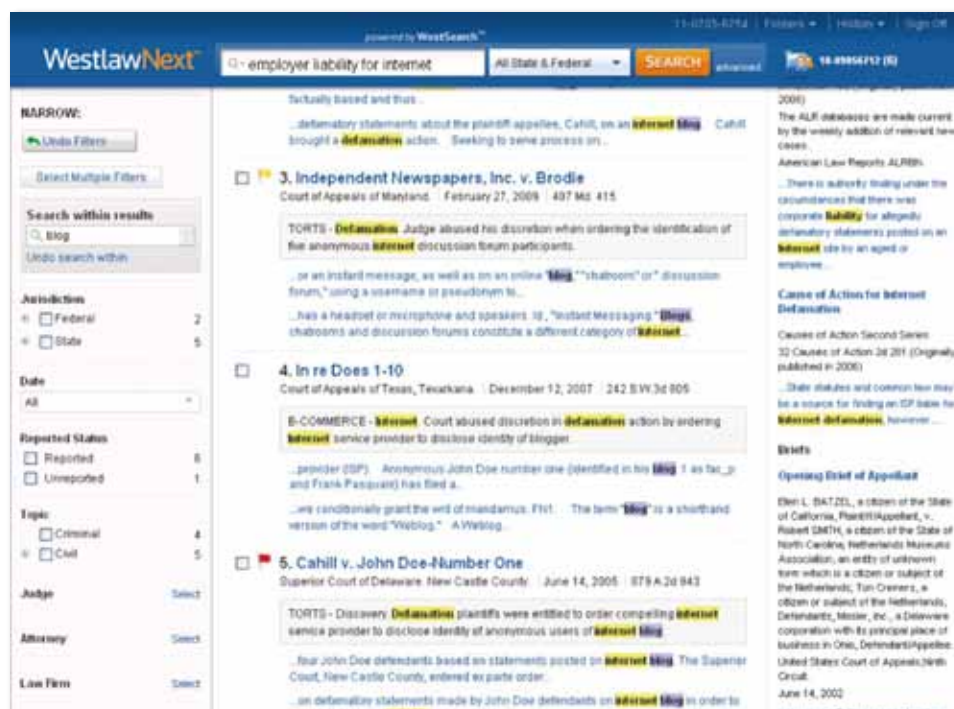 11-0705-0294 | Folders | History | Sign Off
powered by WestSearch™
WestlawNext™
employer liability for internet
All State & Federal
SEARCH
advanced
10-09056712 (6)
NARROW:
Undo Filters
Select Multiple Filters
Search within results
blog
Undo search within
Jurisdiction
Federal 2
State 5
Date
All
Reported Status
Reported 6
Unreported 1
Topic
Criminal 4
Civil 5
Judge Select
Attorney Select
Law Firm Select
factually based and thus...
...defamatory statements about the plaintiff-appellee, Cahill, on an internet blog. Cahill
brought a defamation action. Seeking to serve process on...
3. Independent Newspapers, Inc. v. Brodie
Court of Appeals of Maryland. February 27, 2009 407 Md. 415
TORTS - Defamation. Judge abused his discretion when ordering the identification of
five anonymous internet discussion forum participants.
...or an instant message, as well as on an online "blog," "chatroom" or "discussion
forum," using a username or pseudonym to...
...has a headset or microphone and speakers. Id., "Instant Messaging." Blogs,
chatrooms and discussion forums constitute a different category of internet...
4. In re Does 1-10
Court of Appeals of Texas, Texarkana. December 12, 2007 242 S.W.3d 805
E-COMMERCE - Internet. Court abused discretion in defamation action by ordering
internet service provider to disclose identity of blogger.
...provider (ISP). Anonymous John Doe number one (identified in his blog 1 as fac_p
and Frank Pasquale) has filed a...
...we conditionally grant the writ of mandamus. FN1. The term "blog" is a shorthand
version of the word "Weblog." A Weblog...
5. Cahill v. John Doe-Number One
Superior Court of Delaware. New Castle County. June 14, 2005 879 A.2d 943
TORTS - Discovery. Defamation plaintiffs were entitled to order compelling internet
service provider to disclose identity of anonymous users of internet blog.
...four John Doe defendants based on statements posted on internet blog. The Superior
Court, New Castle County, entered ex parte order...
...on defamatory statements made by John Doe defendants on internet blog in order to
2006)
The ALR databases are made current
by the weekly addition of relevant new
cases.
American Law Reports ALR6th
...There is authority finding under the
circumstances that there was
corporate liability for allegedly
defamatory statements posted on an
Internet site by an agent or
employee...
Cause of Action for Internet
Defamation
Causes of Action Second Series
32 Causes of Action 2d 201 (Originally
published in 2006)
...State statutes and common law may
be a source for finding an ISP liable for
Internet defamation, however...
Briefs
Opening Brief of Appellant
Ellen L. BATZEL, a citizen of the State
of California, Plaintiff/Appellant, v.
Robert SMITH, a citizen of the State of
North Carolina, Netherlands Museums
Association, an entity of unknown
form which is a citizen or subject of
the Netherlands; Ton Cremers, a
citizen or subject of the Netherlands,
Defendants, Mosler, Inc., a Delaware
corporation with its principal place of
business in Ohio, Defendant/Appellee.
United States Court of Appeals, Ninth
Circuit.
June 14, 2002